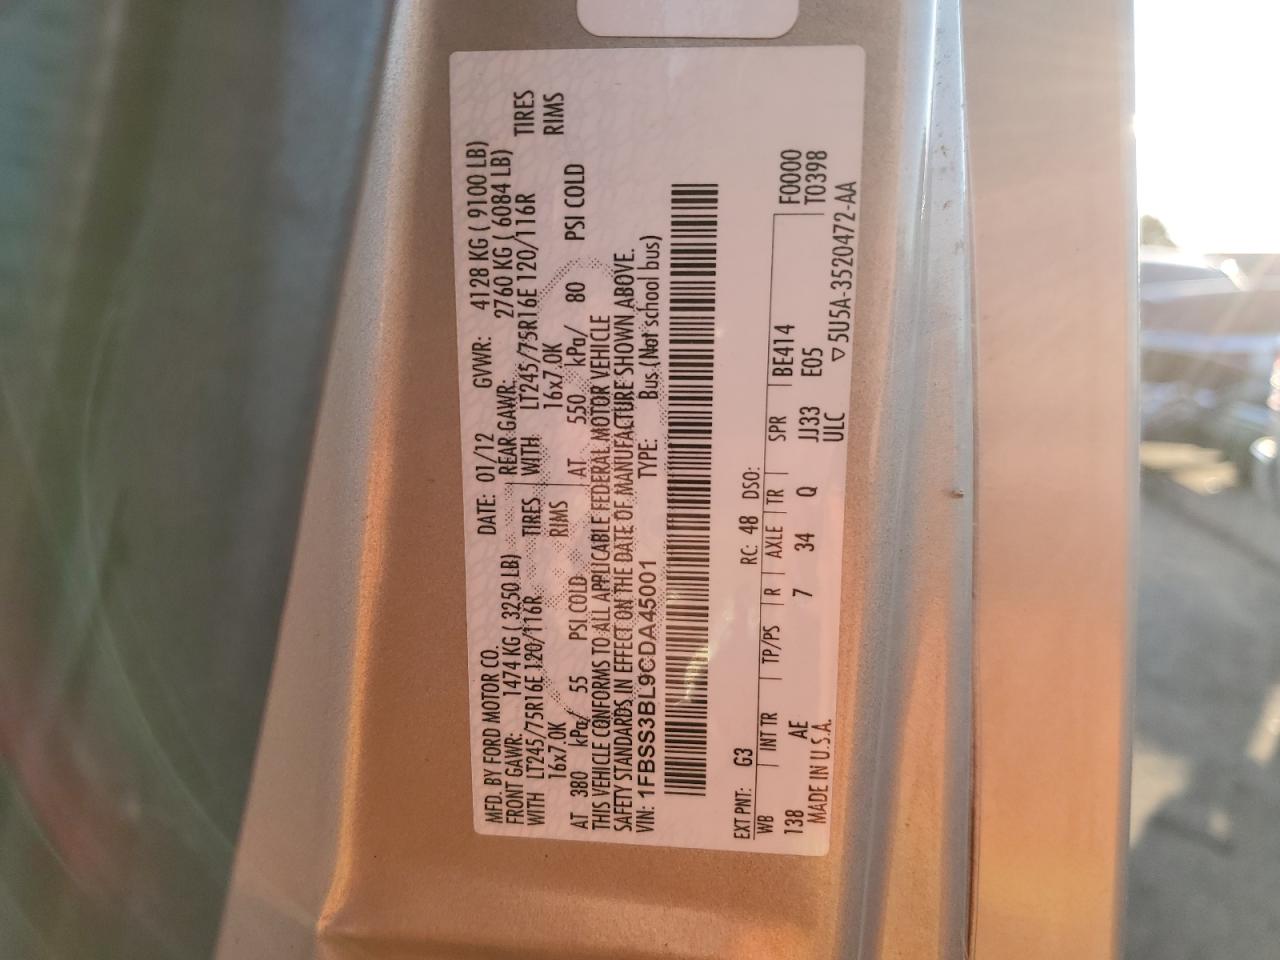 MFD. BY FORD MOTOR CO. DATE: 01/12 GVWR: 4128 KG ( 9100 LB)
FRONT GAWR: 1474 KG ( 3250 LB) REAR GAWR: 2760 KG ( 6084 LB)
WITH LT245/75R16E 120/116R TIRES WITH LT245/75R16E 120/116R TIRES
16x7.0K RIMS 16x7.0K RIMS
AT 380 kPa/ 55 PSI COLD AT 550 kPa/ 80 PSI COLD
THIS VEHICLE CONFORMS TO ALL APPLICABLE FEDERAL MOTOR VEHICLE
SAFETY STANDARDS IN EFFECT ON THE DATE OF MANUFACTURE SHOWN ABOVE.
VIN: 1FBSS3BL9CDA45001 TYPE: Bus (Not school bus)
EXT PNT: G3 RC: 48 DSO:
WB INT TR TP/PS R AXLE TR SPR BE414 F0000
138 AE 7 34 Q JJ33 E05 T0398
MADE IN U.S.A. ULC ▽5U5A-3520472-AA